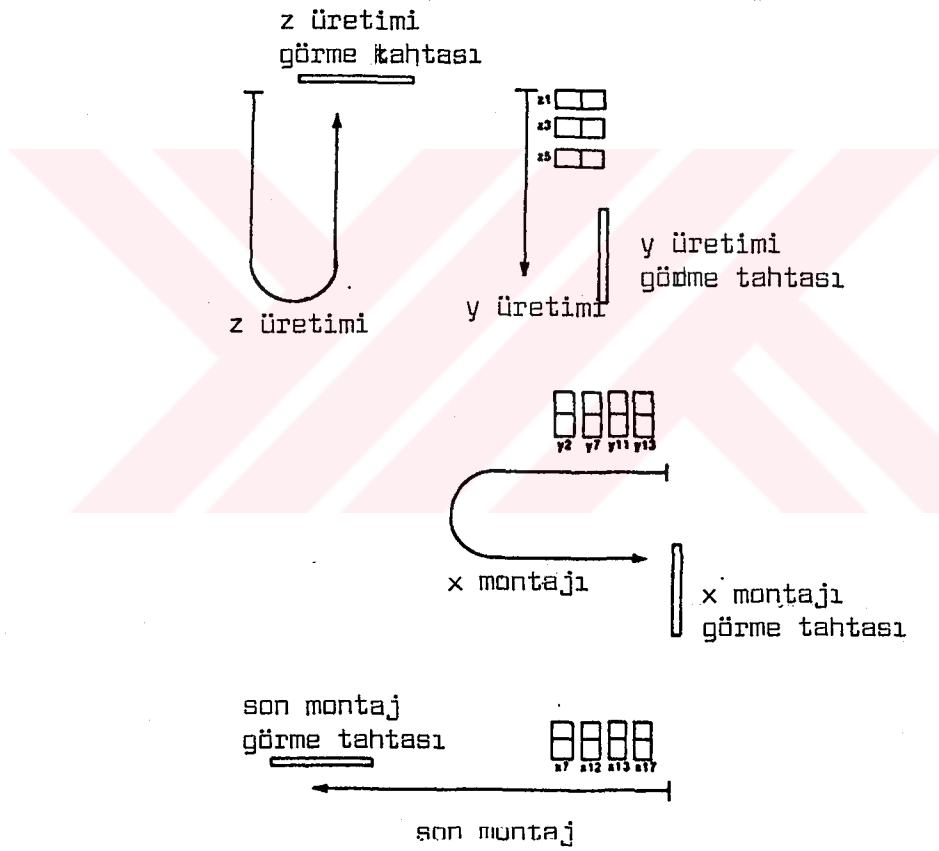 z üretimi
görme tahtası
z1
z3
z5
y üretimi
görme tahtası
z üretimi
y üretimi
y2 y7 y11 y13
x montajı
x montajı
görme tahtası
son montaj
görme tahtası
x7 x12 x13 x17
son montaj